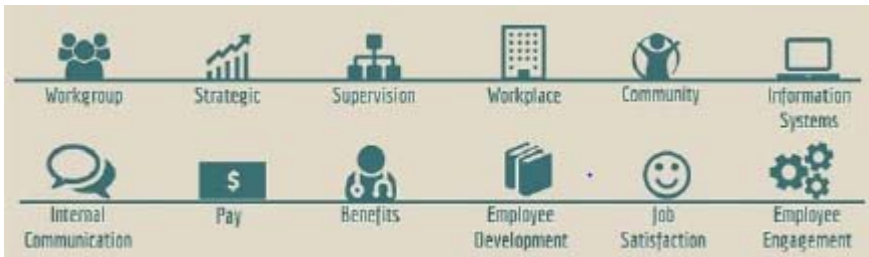 Workgroup Strategic Supervision Workplace Community Information
Systems
$
Internal Pay Benefits Employee Job Employee
Communication Development Satisfaction Engagement